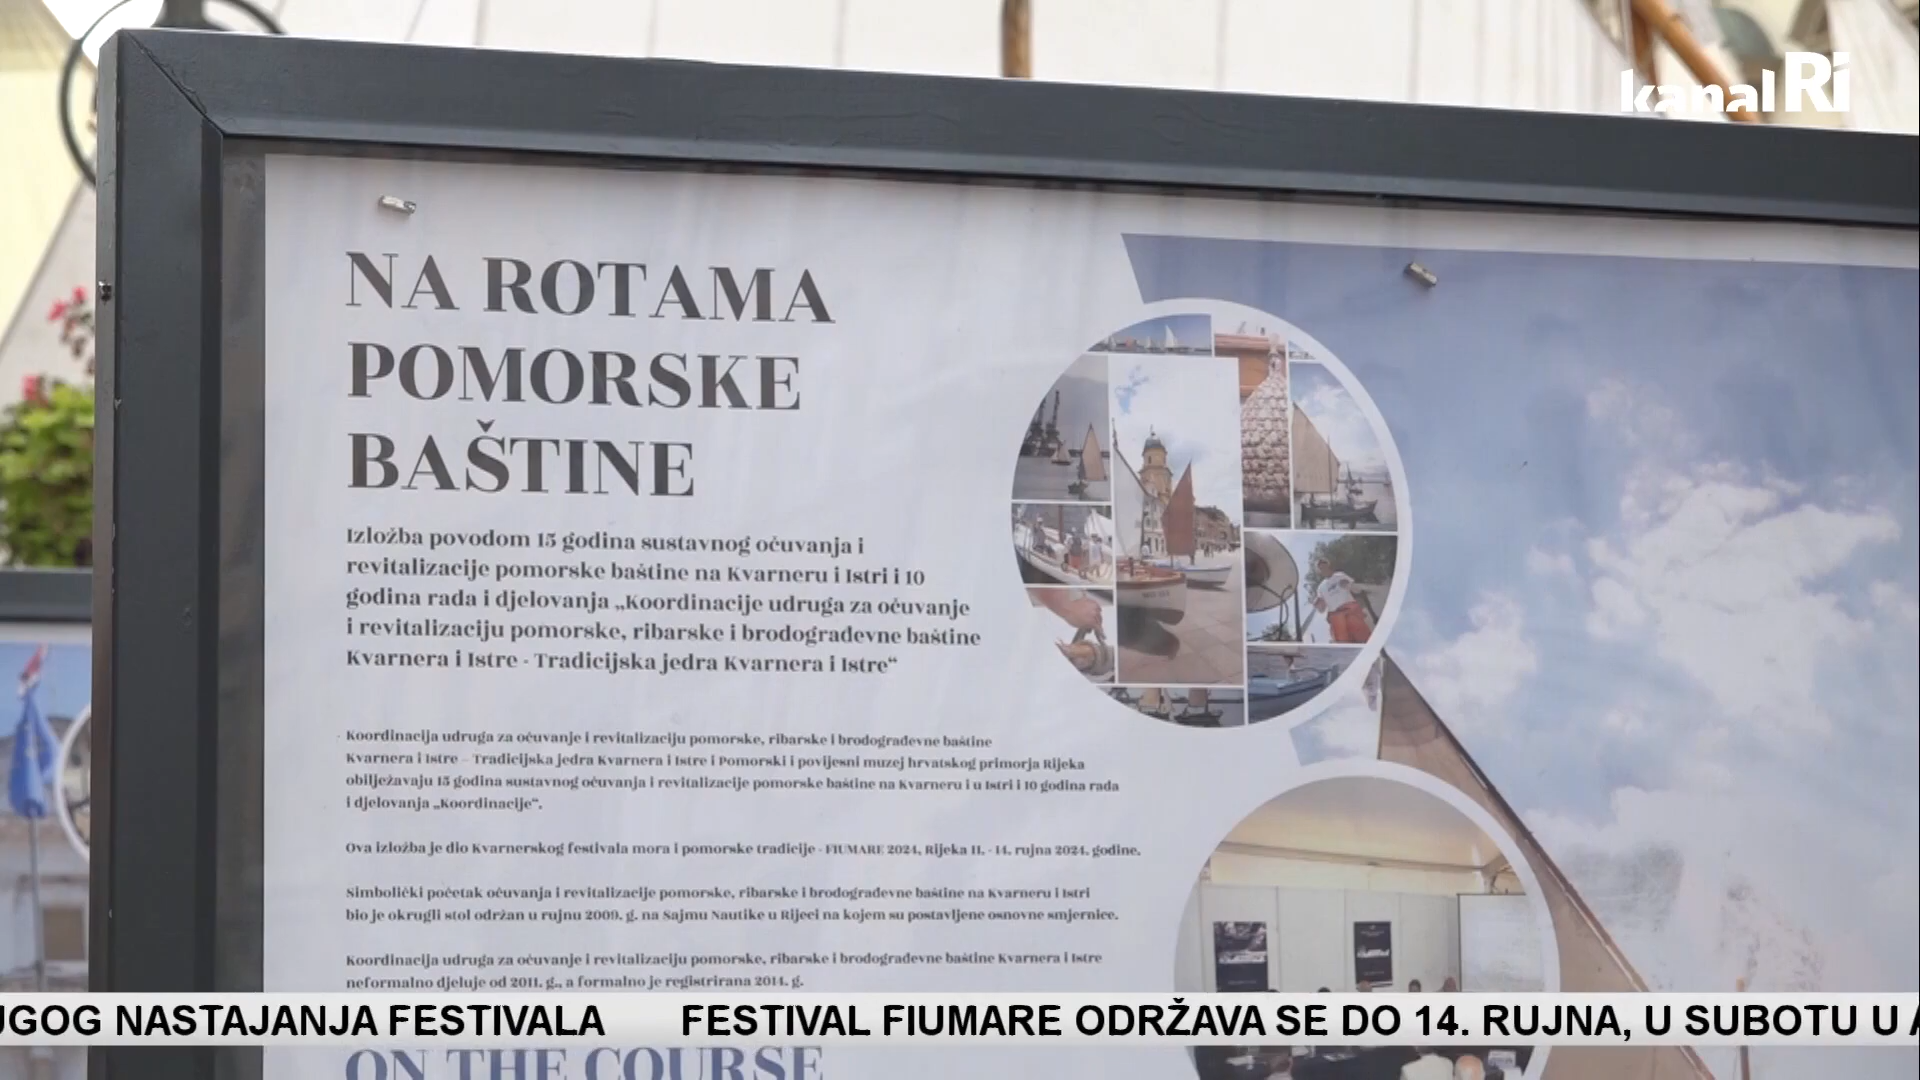 kanal Ri
NA ROTAMA
POMORSKE
BAŠTINE
Izložba povodom 15 godina sustavnog očuvanja i
revitalizacije pomorske baštine na Kvarneru i Istri i 10
godina rada i djelovanja „Koordinacije udruga za očuvanje
i revitalizaciju pomorske, ribarske i brodograđevne baštine
Kvarnera i Istre - Tradicijska jedra Kvarnera i Istre“
Koordinacija udruga za očuvanje i revitalizaciju pomorske, ribarske i brodograđevne baštine
Kvarnera i Istre – Tradicijska jedra Kvarnera i Istre i Pomorski i povijesni muzej hrvatskog primorja Rijeka
obilježavaju 15 godina sustavnog očuvanja i revitalizacije pomorske baštine na Kvarneru i u Istri i 10 godina rada
i djelovanja „Koordinacije“.
Ova izložba je dio Kvarnerskog festivala mora i pomorske tradicije - FIUMARE 2024, Rijeka 11. - 14. rujna 2024. godine.
Simbolički početak očuvanja i revitalizacije pomorske, ribarske i brodograđevne baštine na Kvarneru i Istri
bio je okrugli stol održan u rujnu 2009. g. na Sajmu Nautike u Rijeci na kojem su postavljene osnovne smjernice.
Koordinacija udruga za očuvanje i revitalizaciju pomorske, ribarske i brodograđevne baštine Kvarnera i Istre
neformalno djeluje od 2011. g., a formalno je registrirana 2014. g.
UGOG NASTAJANJA FESTIVALA FESTIVAL FIUMARE ODRŽAVA SE DO 14. RUJNA, U SUBOTU U
ON THE COURSE